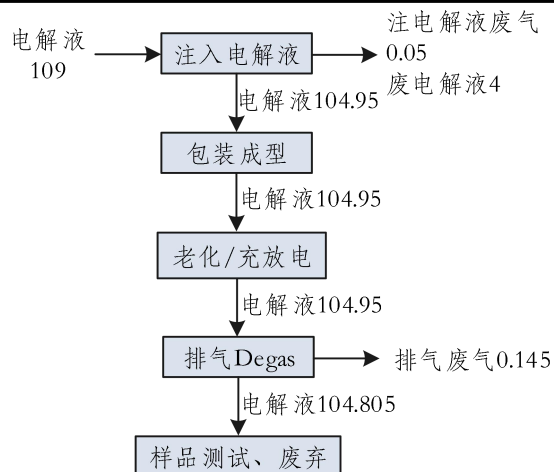 电解液
109
注入电解液
注电解液废气
0.05
废电解液4
电解液104.95
包装成型
电解液104.95
老化/充放电
电解液104.95
排气Degas
排气废气0.145
电解液104.805
样品测试、废弃